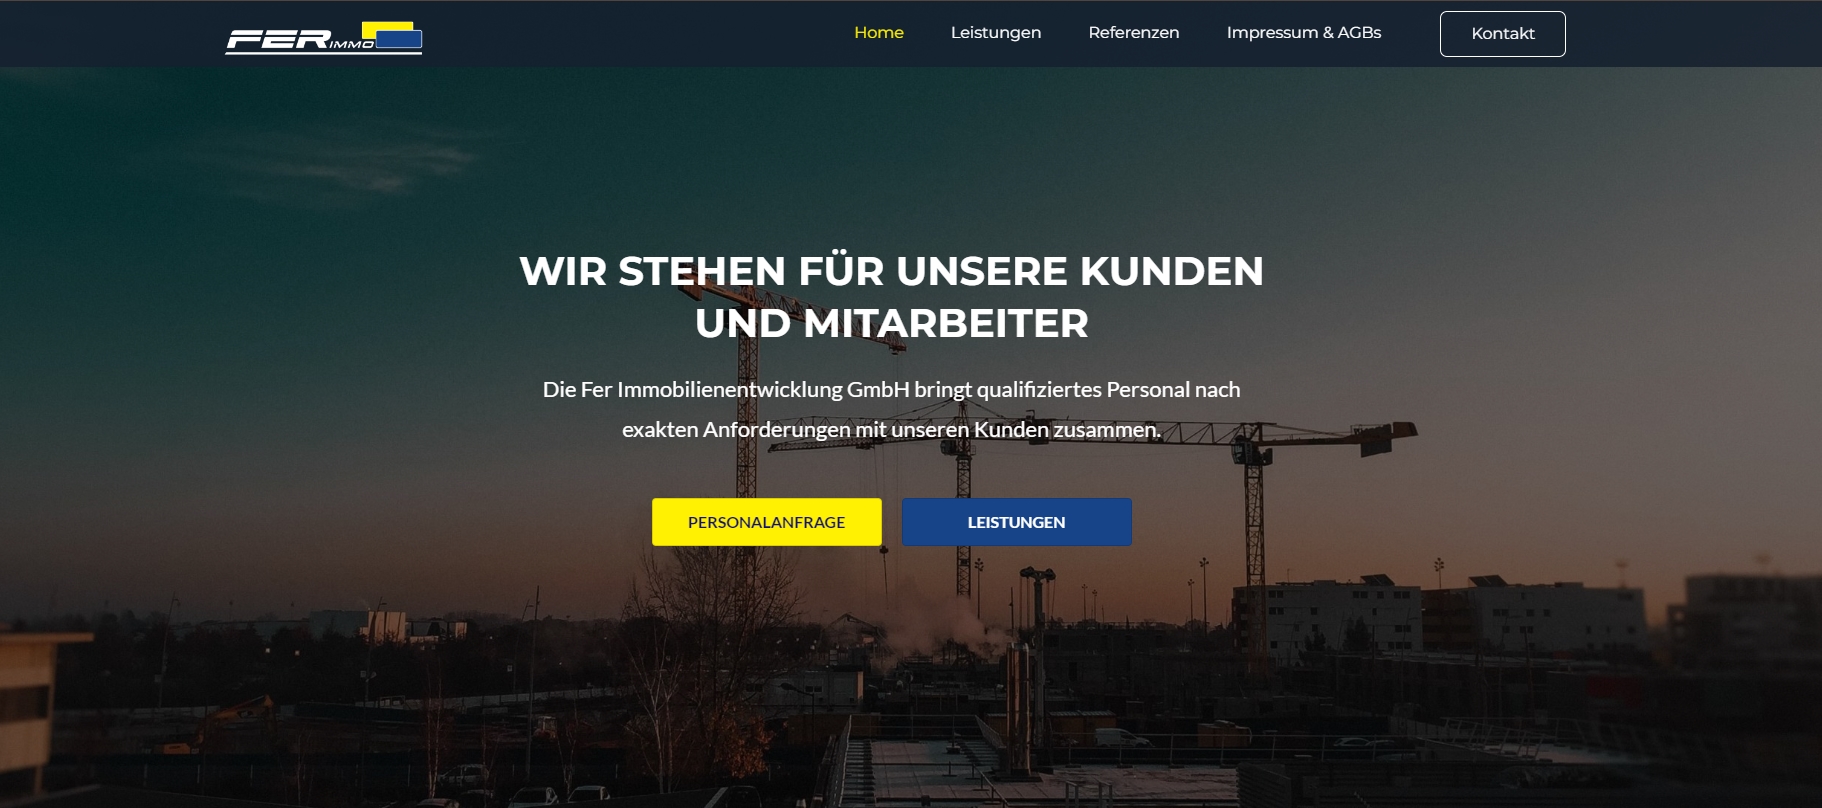 FER IMMO
Home Leistungen Referenzen Impressum & AGBs Kontakt
WIR STEHEN FÜR UNSERE KUNDEN
UND MITARBEITER
Die Fer Immobilienentwicklung GmbH bringt qualifiziertes Personal nach
exakten Anforderungen mit unseren Kunden zusammen.
PERSONALANFRAGE LEISTUNGEN